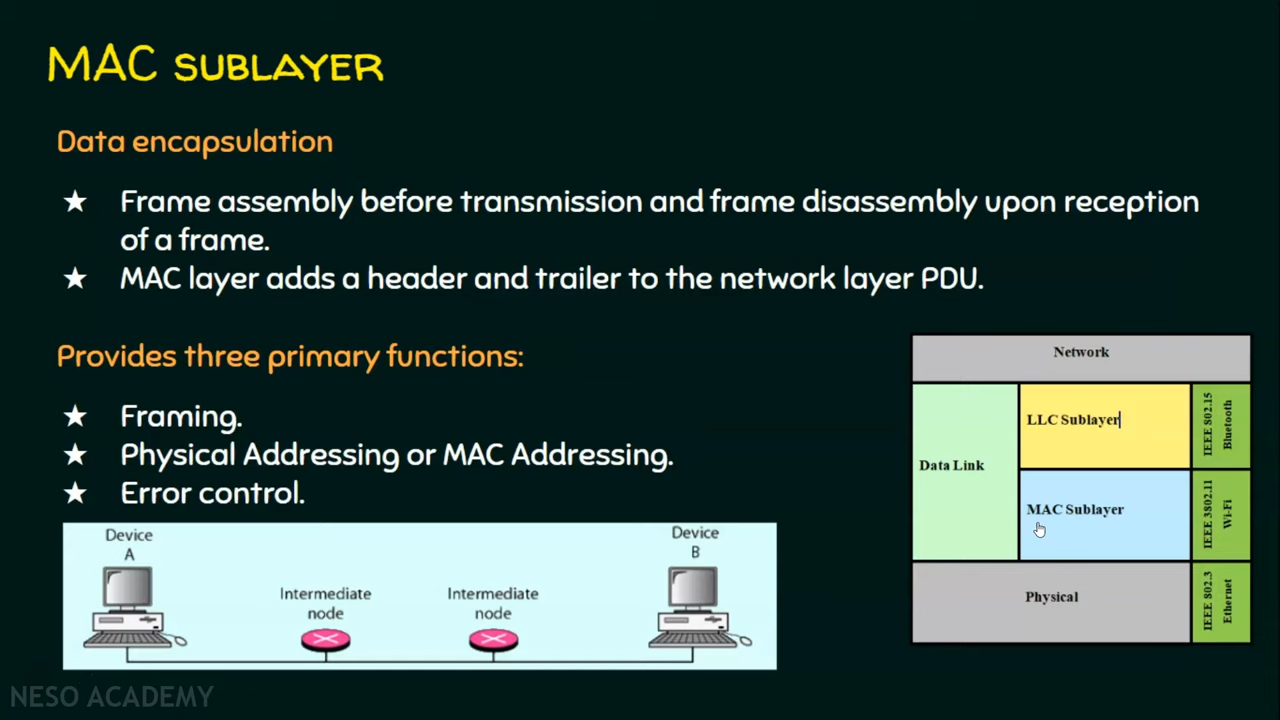 MAC SUBLAYER
Data encapsulation
★ Frame assembly before transmission and frame disassembly upon reception
of a frame.
★ MAC layer adds a header and trailer to the network layer PDU.
Provides three primary functions:
★ Framing.
★ Physical Addressing or MAC Addressing.
★ Error control.
Device
A
Intermediate
node
Intermediate
node
Device
B
Network
Data Link
LLC Sublayer
MAC Sublayer
Physical
IEEE 802.15
Bluetooth
IEEE 3802.11
Wi-Fi
IEEE 802.3
Ethernet
NESO ACADEMY